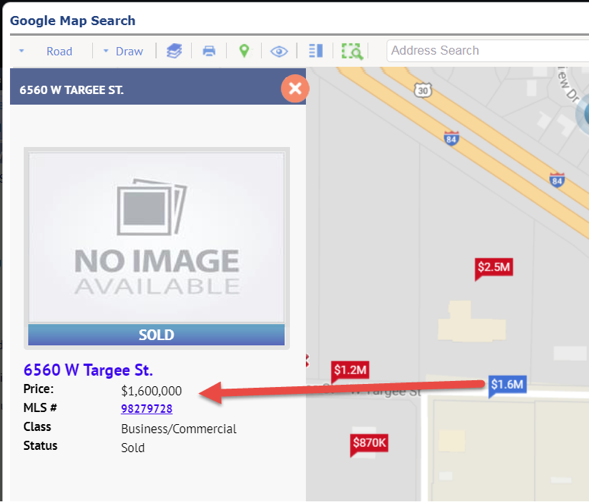 Google Map Search
Road
Draw
Address Search
6560 W TARGEE ST.
NO IMAGE
AVAILABLE
SOLD
6560 W Targee St.
Price: $1,600,000
MLS # 98279728
Class Business/Commercial
Status Sold
30
84
84
ew Dr
$2.5M
$1.2M
W Targee St
$1.6M
$870K